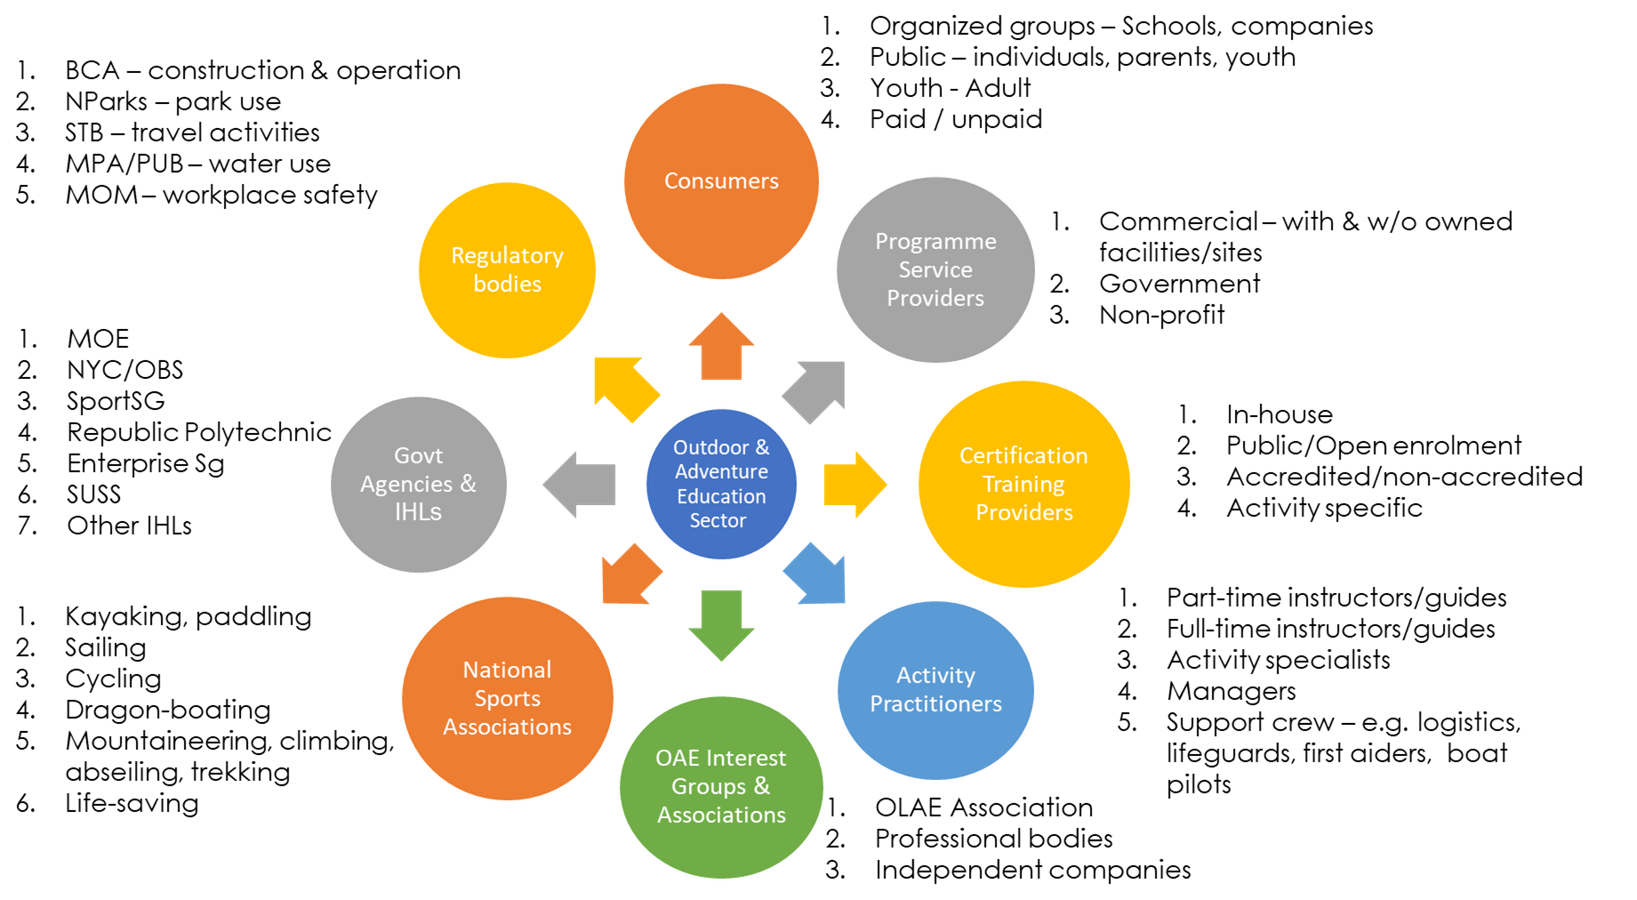 1. Organized groups – Schools, companies
2. Public – individuals, parents, youth
3. Youth - Adult
4. Paid / unpaid
Consumers
1. Commercial – with & w/o owned
facilities/sites
2. Government
3. Non-profit
Programme
Service
Providers
1. In-house
2. Public/Open enrolment
3. Accredited/non-accredited
4. Activity specific
Certification
Training
Providers
1. Part-time instructors/guides
2. Full-time instructors/guides
3. Activity specialists
4. Managers
5. Support crew – e.g. logistics,
lifeguards, first aiders, boat
pilots
Activity
Practitioners
1. OLAE Association
2. Professional bodies
3. Independent companies
OAE Interest
Groups &
Associations
1. Kayaking, paddling
2. Sailing
3. Cycling
4. Dragon-boating
5. Mountaineering, climbing,
abseiling, trekking
6. Life-saving
National
Sports
Associations
1. MOE
2. NYC/OBS
3. SportSG
4. Republic Polytechnic
5. Enterprise Sg
6. SUSS
7. Other IHLs
Govt
Agencies &
IHLs
1. BCA – construction & operation
2. NParks – park use
3. STB – travel activities
4. MPA/PUB – water use
5. MOM – workplace safety
Regulatory
bodies
Outdoor &
Adventure
Education
Sector